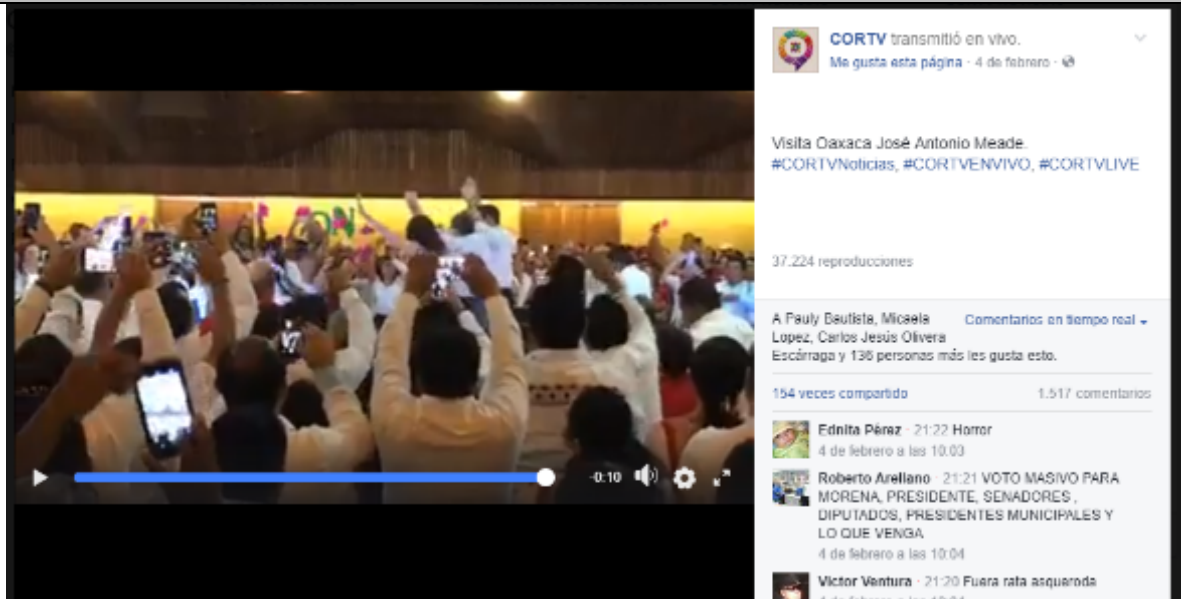 CORTV transmitió en vivo.
Me gusta esta página · 4 de febrero ·
Visita Oaxaca José Antonio Meade.
#CORTVNoticias, #CORTVENVIVO, #CORTVLIVE
37.224 reproducciones
A Pauly Bautista, Micaela
Lopez, Carlos Jesús Olivera
Escárraga y 136 personas más les gusta esto.
Comentarios en tiempo real
154 veces compartido
1.517 comentarios
Ednita Pérez · 21:22 Horror
4 de febrero a las 10:03
Roberto Arellano · 21:21 VOTO MASIVO PARA
MORENA, PRESIDENTE, SENADORES ,
DIPUTADOS, PRESIDENTES MUNICIPALES Y
LO QUE VENGA
4 de febrero a las 10:04
Victor Ventura · 21:20 Fuera rata asqueroda
-0:10